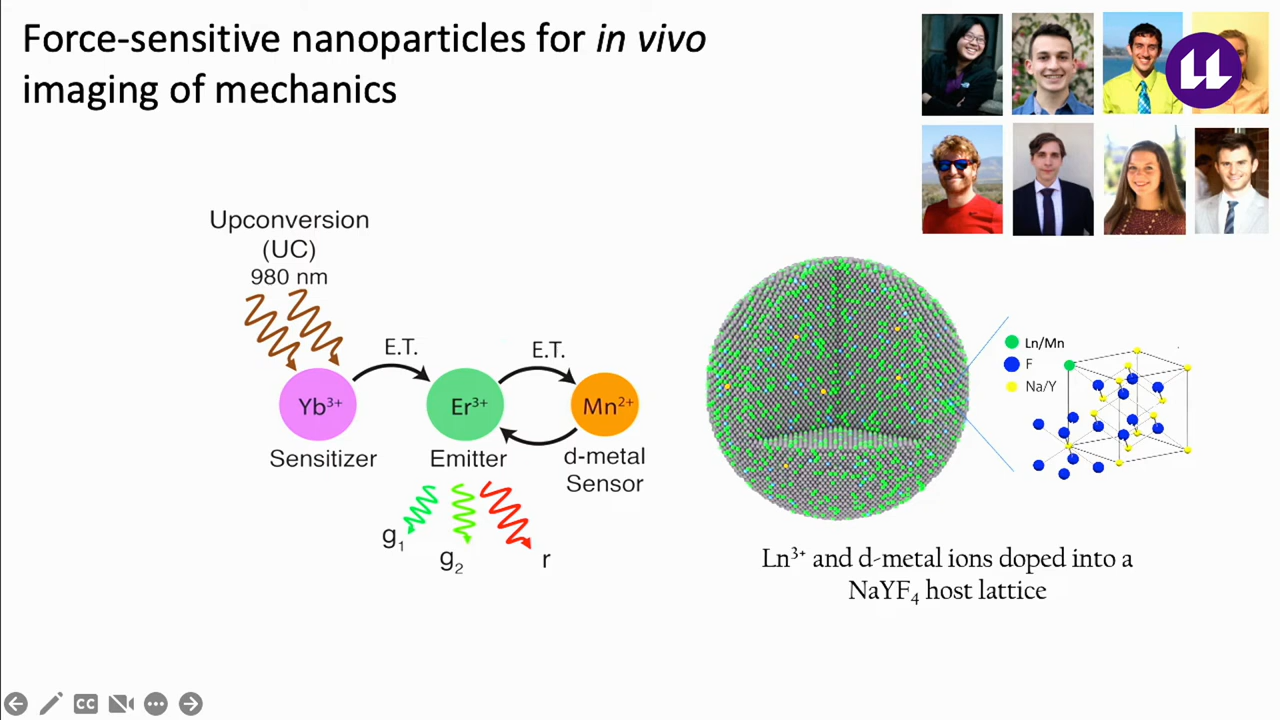 Force-sensitive nanoparticles for in vivo
imaging of mechanics
Upconversion
(UC)
980 nm
E.T.
E.T.
Yb³⁺
Er³⁺
Mn²⁺
Sensitizer
Emitter
d-metal
Sensor
g₁
g₂
r
Ln/Mn
F
Na/Y
Ln³⁺ and d-metal ions doped into a
NaYF₄ host lattice
CC